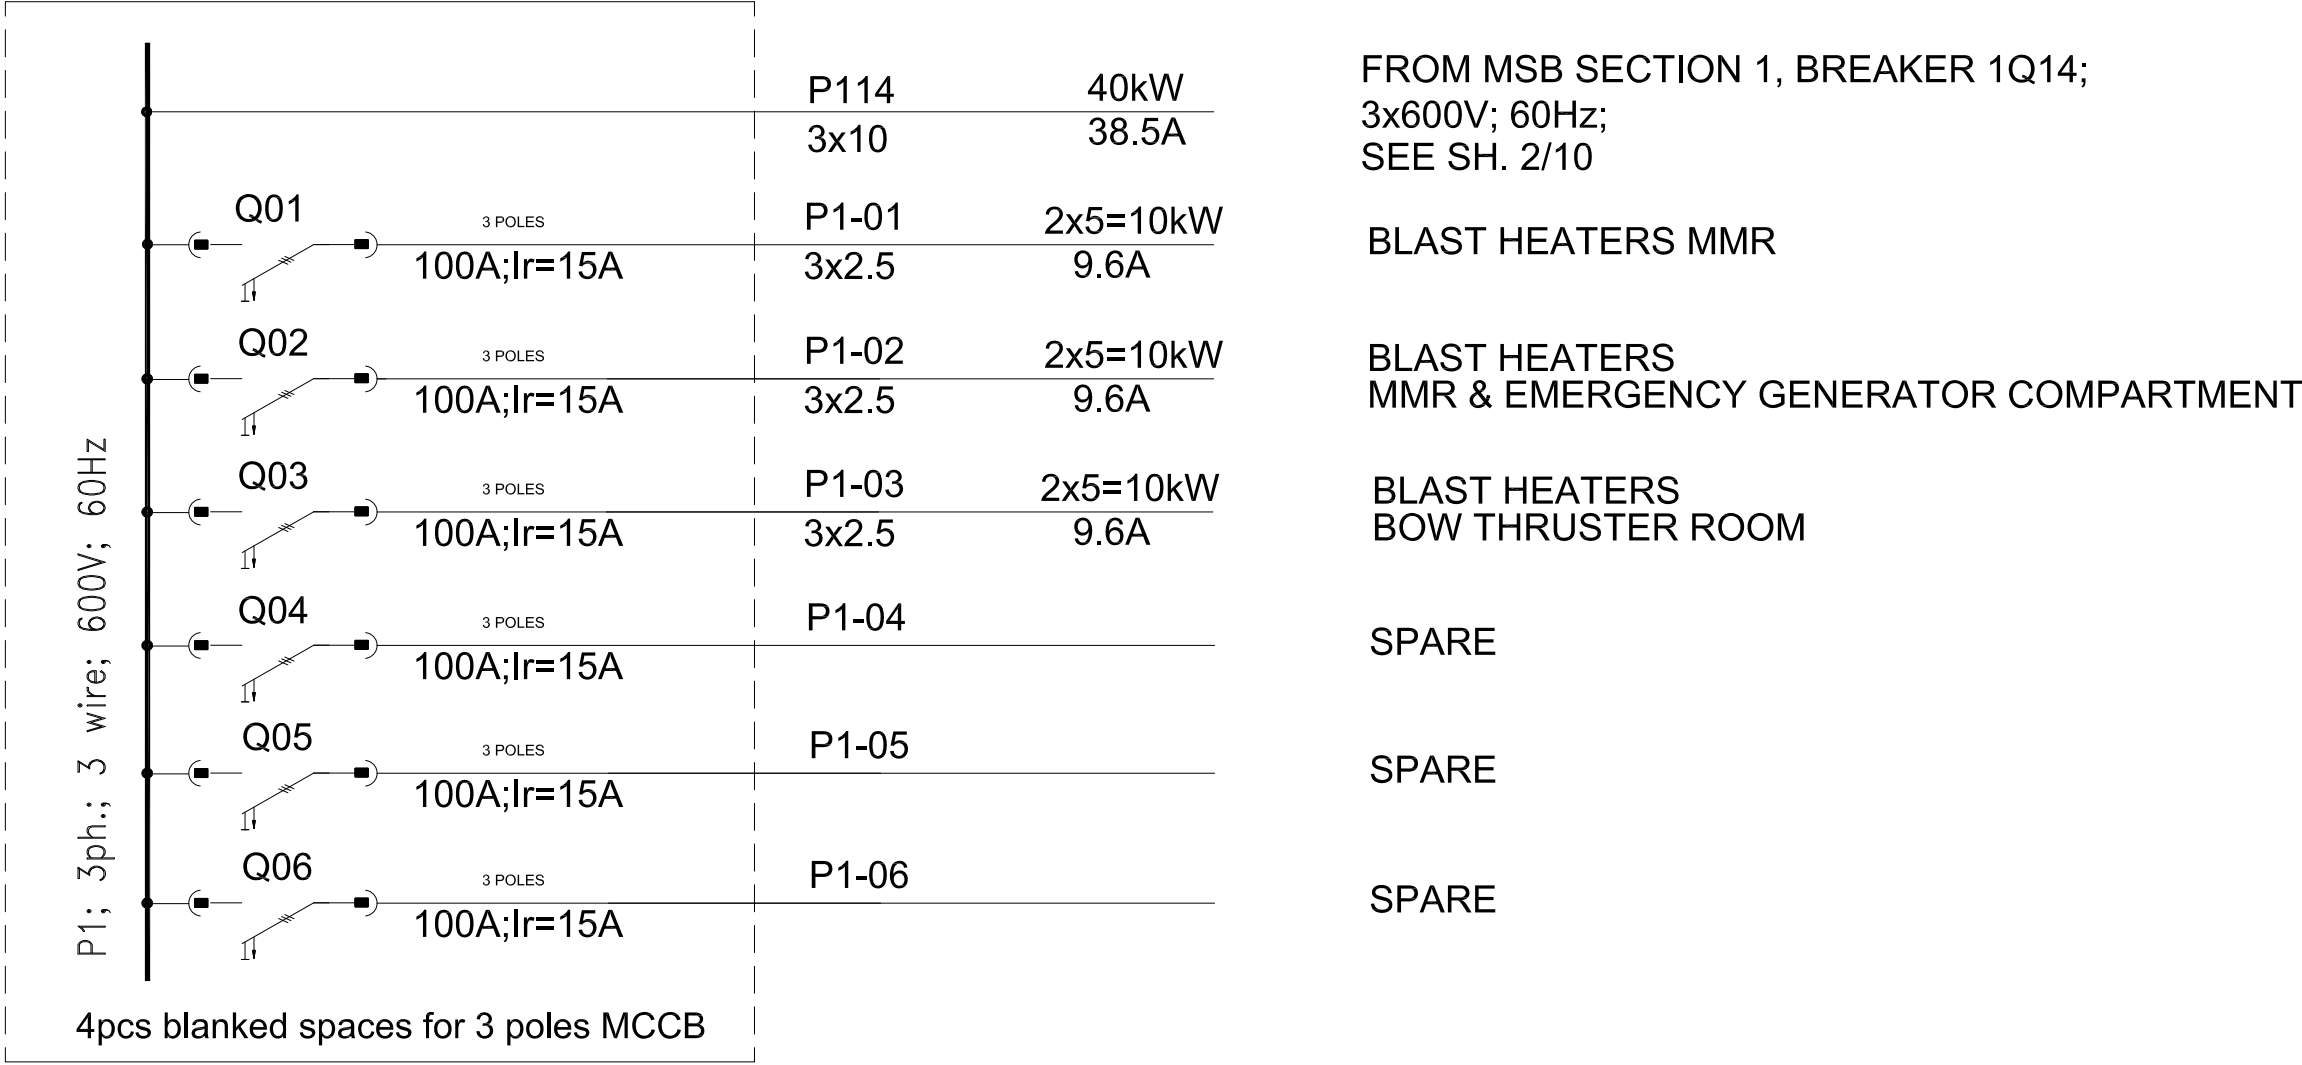 P114 40kW
3x10 38.5A
FROM MSB SECTION 1, BREAKER 1Q14;
3x600V; 60Hz;
SEE SH. 2/10
Q01 3 POLES P1-01 2x5=10kW
100A;Ir=15A 3x2.5 9.6A
BLAST HEATERS MMR
Q02 3 POLES P1-02 2x5=10kW
100A;Ir=15A 3x2.5 9.6A
BLAST HEATERS
MMR & EMERGENCY GENERATOR COMPARTMENT
Q03 3 POLES P1-03 2x5=10kW
100A;Ir=15A 3x2.5 9.6A
BLAST HEATERS
BOW THRUSTER ROOM
Q04 3 POLES P1-04
100A;Ir=15A
SPARE
Q05 3 POLES P1-05
100A;Ir=15A
SPARE
Q06 3 POLES P1-06
100A;Ir=15A
SPARE
P1; 3ph.; 3 wire; 600V; 60Hz
4pcs blanked spaces for 3 poles MCCB